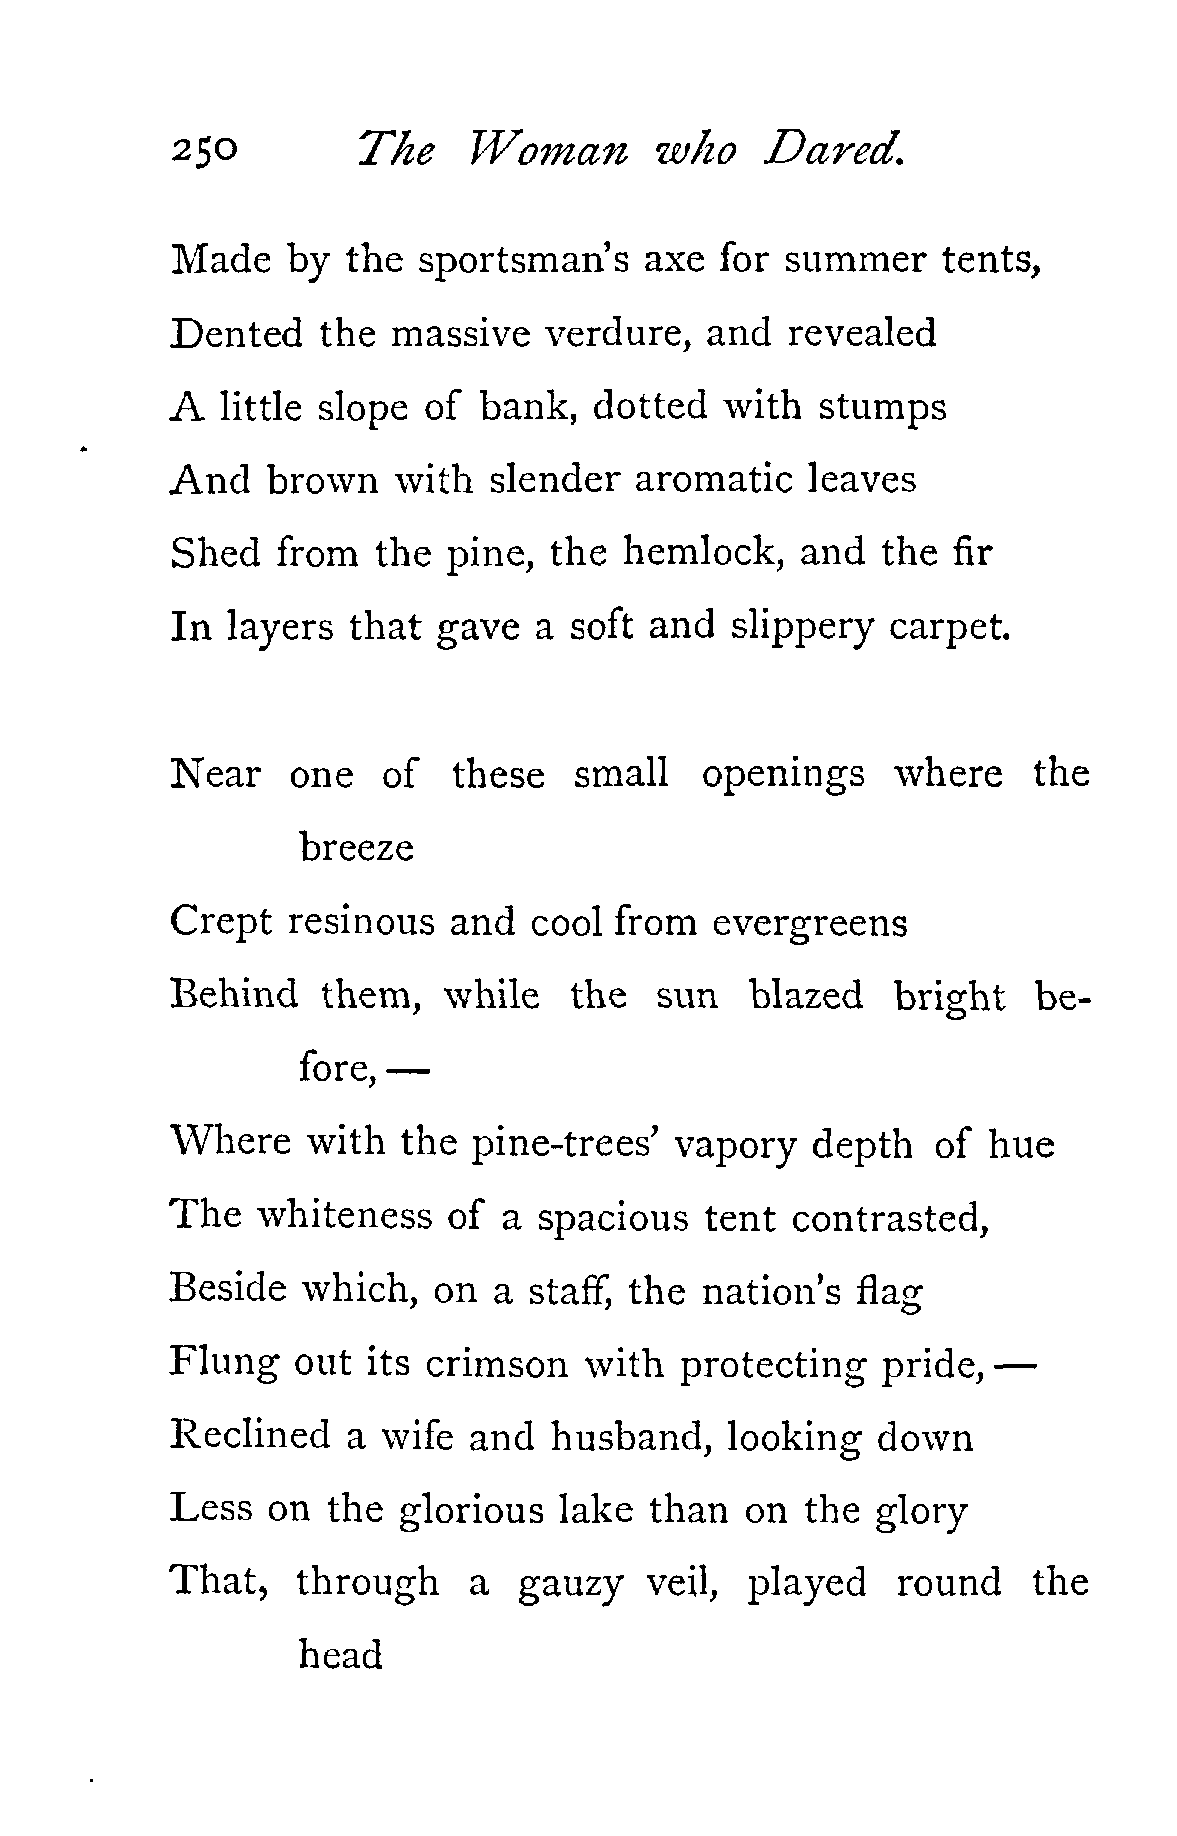 250 The Woman who Dared.
Made by the sportsman's axe for summer tents,
Dented the massive verdure, and revealed
A little slope of bank, dotted with stumps
And brown with slender aromatic leaves
Shed from the pine, the hemlock, and the fir
In layers that gave a soft and slippery carpet.
Near one of these small openings where the
breeze
Crept resinous and cool from evergreens
Behind them, while the sun blazed bright be-
fore, —
Where with the pine-trees' vapory depth of hue
The whiteness of a spacious tent contrasted,
Beside which, on a staff, the nation's flag
Flung out its crimson with protecting pride, —
Reclined a wife and husband, looking down
Less on the glorious lake than on the glory
That, through a gauzy veil, played round the
head